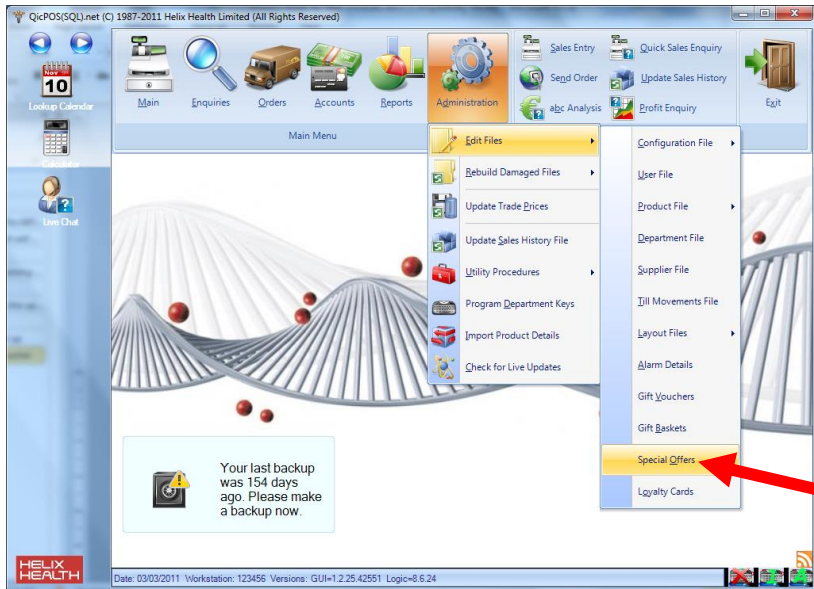 QicPOS(SQL).net (C) 1987-2011 Helix Health Limited (All Rights Reserved)
Nov
10
Lookup Calendar
Calculator
Live Chat
Main
Enquiries
Orders
Accounts
Reports
Administration
Sales Entry
Send Order
abc Analysis
Quick Sales Enquiry
Update Sales History
Profit Enquiry
Exit
Main Menu
Edit Files
Rebuild Damaged Files
Update Trade Prices
Update Sales History File
Utility Procedures
Program Department Keys
Import Product Details
Check for Live Updates
Configuration File
User File
Product File
Department File
Supplier File
Till Movements File
Layout Files
Alarm Details
Gift Vouchers
Gift Baskets
Special Offers
Loyalty Cards
Your last backup
was 154 days
ago. Please make
a backup now.
HELIX
HEALTH
Date: 03/03/2011 Workstation: 123456 Versions: GUI=1.2.25.42551 Logic=8.6.24